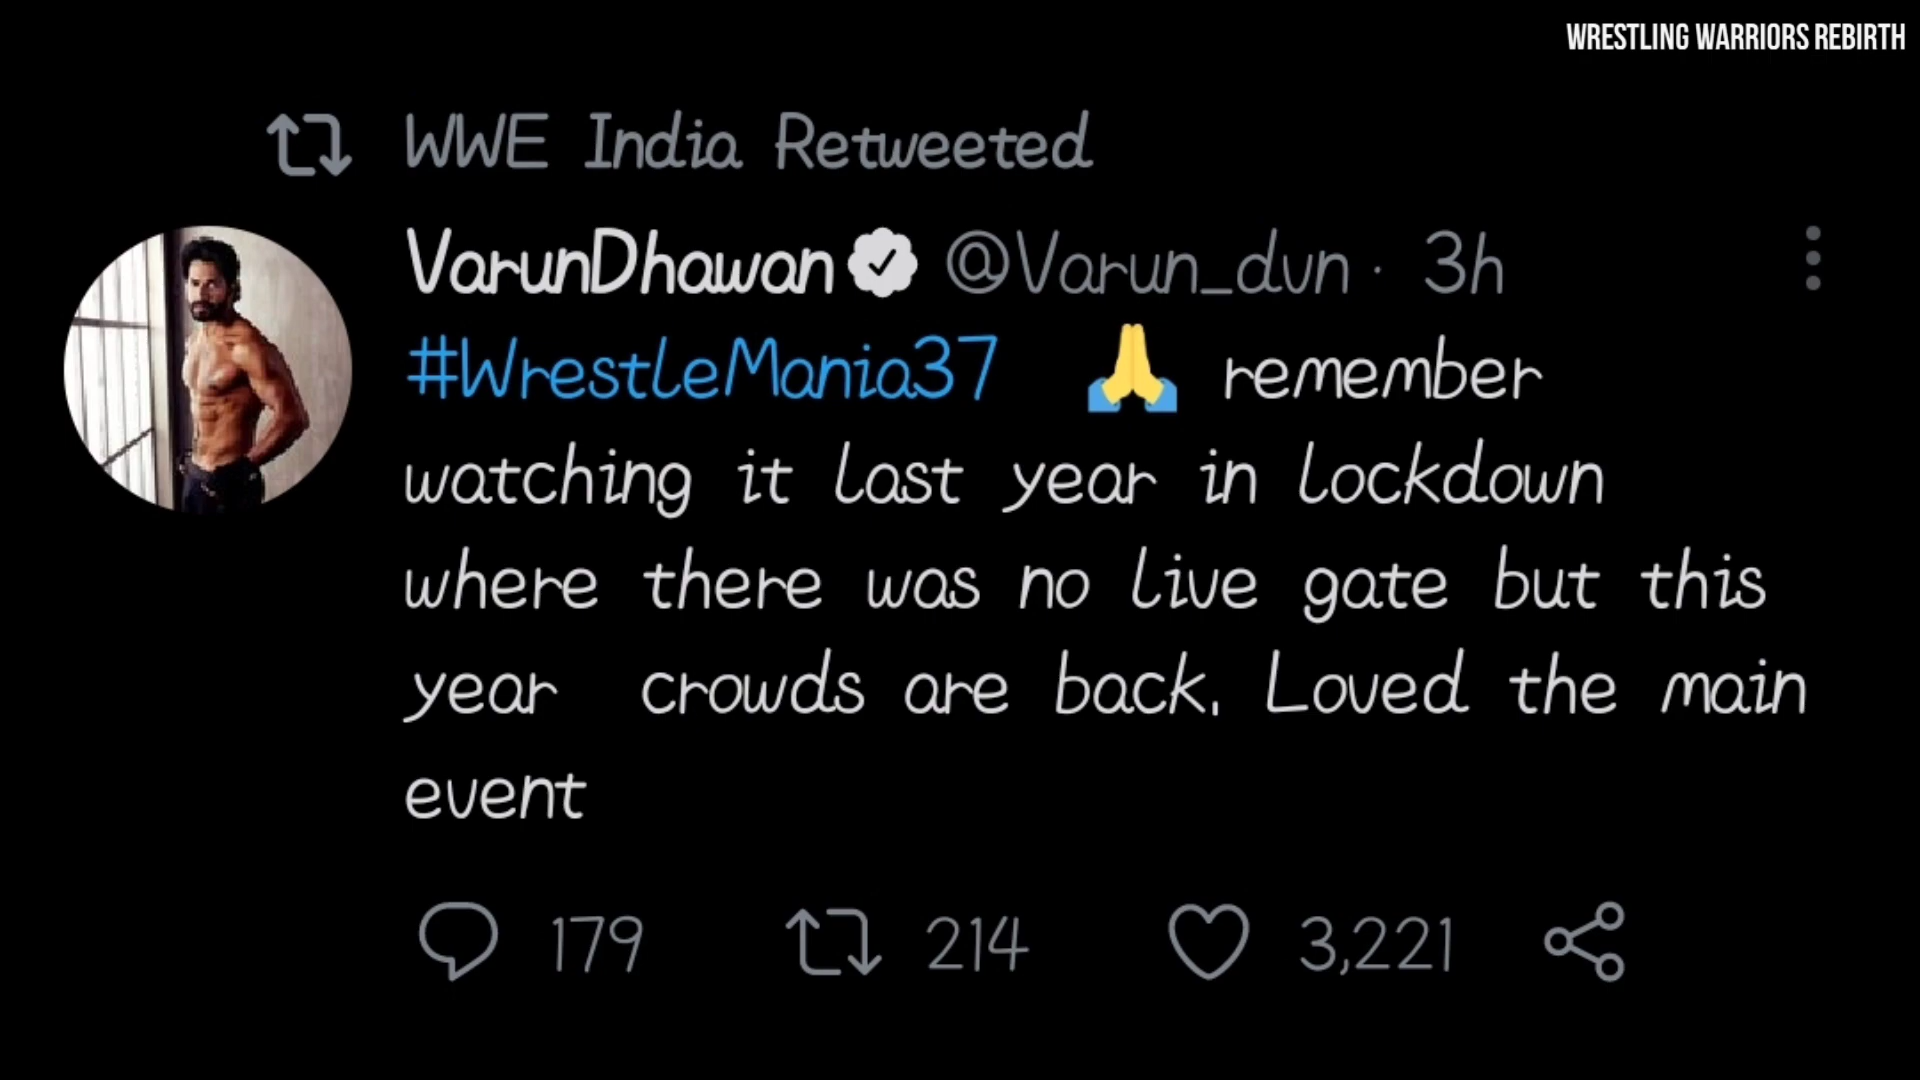 WRESTLING WARRIORS REBIRTH
WWE India Retweeted
VarunDhawan @Varun_dvn · 3h
#WrestleMania37 🙏 remember
watching it last year in lockdown
where there was no live gate but this
year crowds are back. Loved the main
event
179 214 3,221